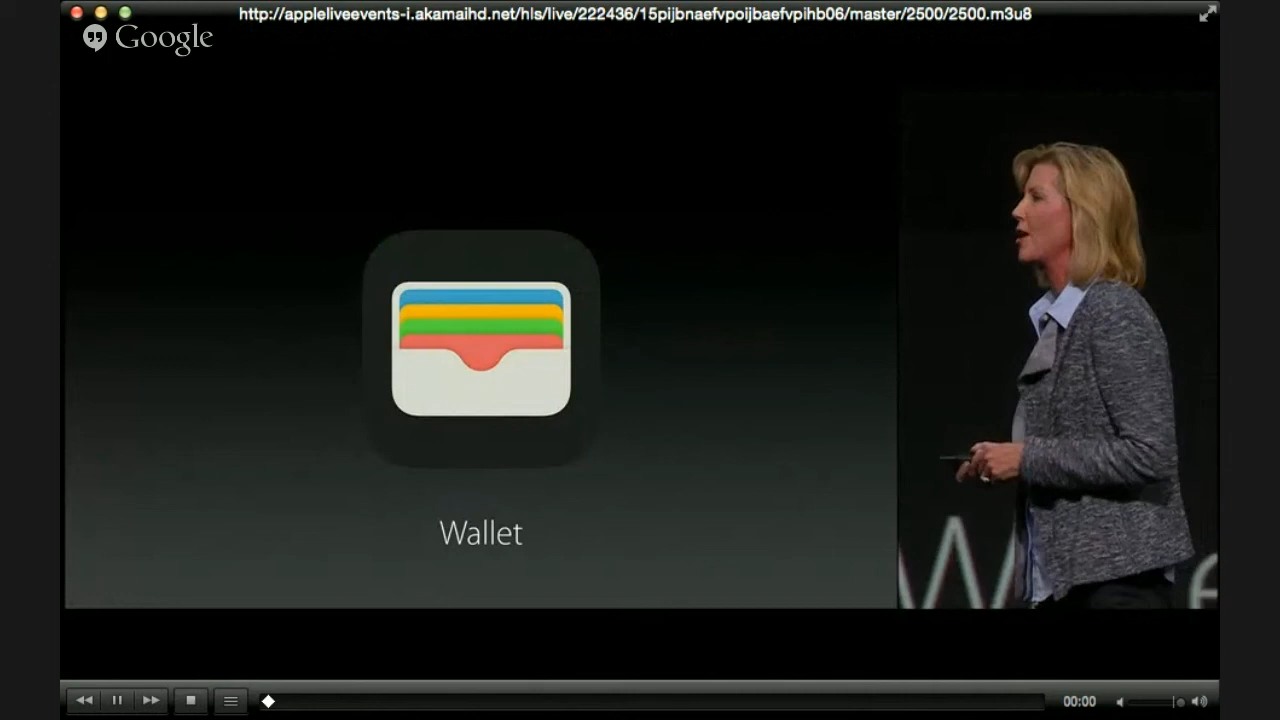 http://appleliveevents-i.akamaihd.net/hls/live/222436/15pijbnaefvpoijbaefvpihb06/master/2500/2500.m3u8
Google
Wallet
W
e
00:00